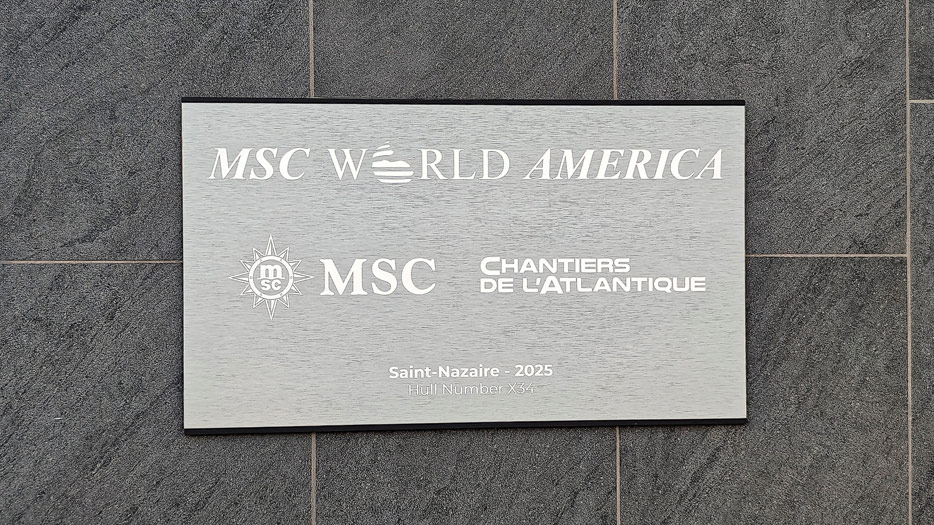 MSC WORLD AMERICA
msc MSC
CHANTIERS
DE L'ATLANTIQUE
Saint-Nazaire - 2025
Hull Number X34